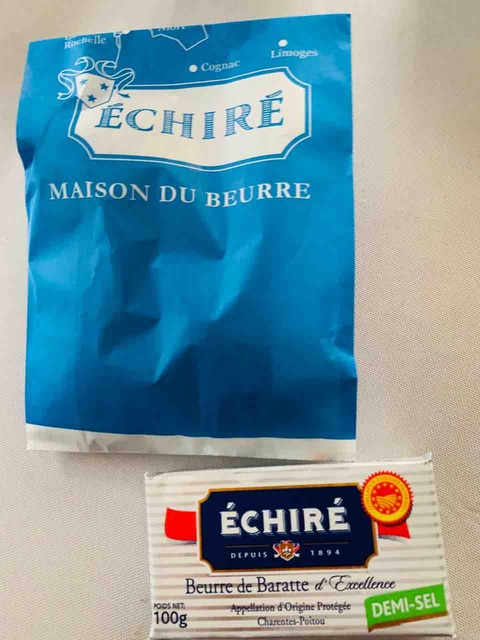 Rochelle
Niort
Cognac
Limoges
ÉCHIRÉ
MAISON DU BEURRE
ÉCHIRÉ
DEPUIS 1894
Beurre de Baratte d'Excellence
POIDS NET:
100g
Appellation d'Origine Protégée
Charentes-Poitou
DEMI-SEL